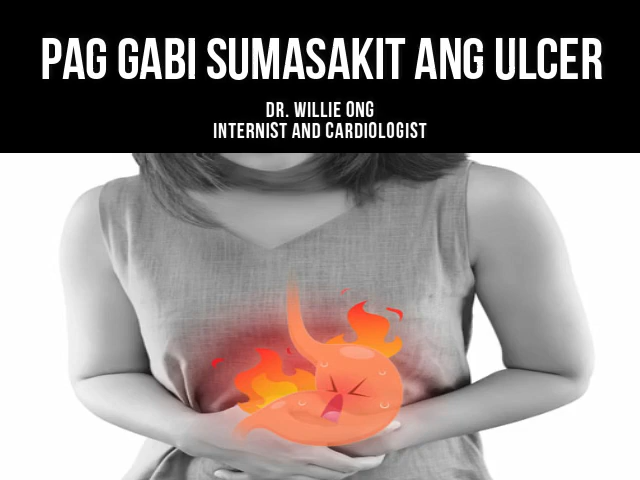 PAG GABI SUMASAKIT ANG ULCER
DR. WILLIE ONG
INTERNIST AND CARDIOLOGIST